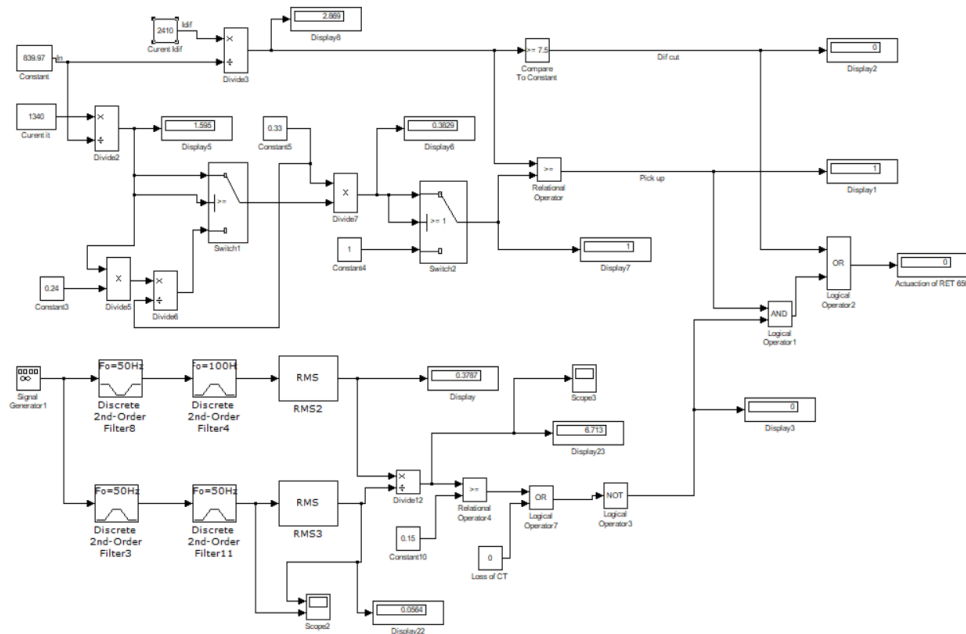 2410
Idif
Curent Idif
×
÷
Divide3
2.869
Display8
839.97
In
Constant
>= 7.5
Compare
To Constant
Dif cut
0
Display2
1340
Curent it
×
÷
Divide2
1.595
Display5
0.33
Constant5
0.3829
Display6
>=
Switch1
X
Divide7
>= 1
Switch2
>=
Relational
Operator
Pick up
1
Display1
1
Constant4
1
Display7
0.24
Constant3
X
Divide5
×
÷
Divide6
OR
Logical
Operator2
0
Actuaction of RET 65
AND
Logical
Operator1
Signal
Generator1
Fo=50Hz
Discrete
2nd-Order
Filter8
Fo=100H
Discrete
2nd-Order
Filter4
RMS
RMS2
0.3787
Display
Scope3
6.713
Display23
0
Display3
Fo=50Hz
Discrete
2nd-Order
Filter3
Fo=50Hz
Discrete
2nd-Order
Filter11
RMS
RMS3
×
÷
Divide12
>=
Relational
Operator4
OR
Logical
Operator7
NOT
Logical
Operator3
0.15
Constant10
0
Loss of CT
Scope2
0.0564
Display22